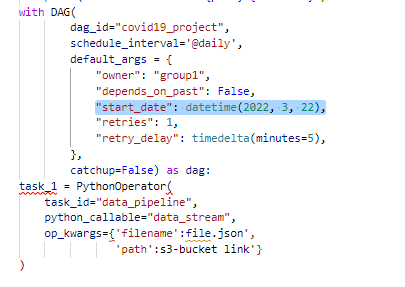 with DAG(
dag_id="covid19_project",
schedule_interval='@daily',
default_args = {
"owner": "group1",
"depends_on_past": False,
"start_date": datetime(2022, 3, 22),
"retries": 1,
"retry_delay": timedelta(minutes=5),
},
catchup=False) as dag:
task_1 = PythonOperator(
task_id="data_pipeline",
python_callable="data_stream",
op_kwargs={'filename':file.json',
'path':s3-bucket link'}
)